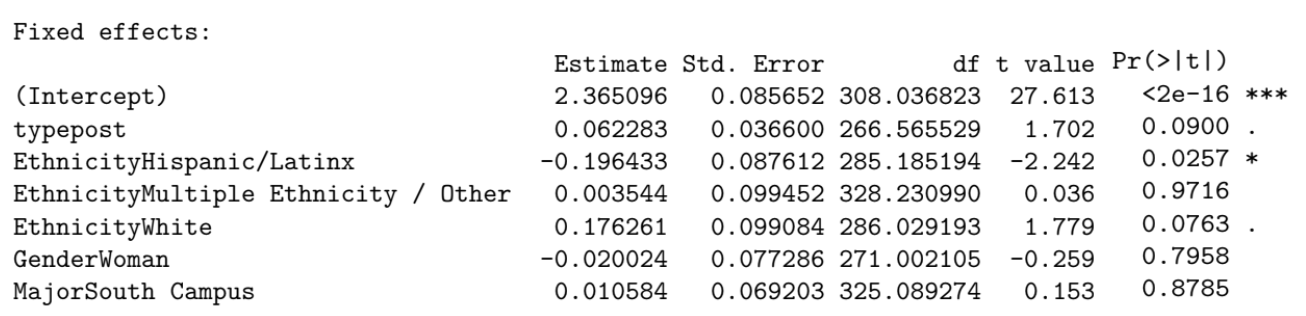 Fixed effects:
Estimate Std. Error df t value Pr(>|t|)
(Intercept) 2.365096 0.085652 308.036823 27.613 <2e-16 ***
typepost 0.062283 0.036600 266.565529 1.702 0.0900 .
EthnicityHispanic/Latinx -0.196433 0.087612 285.185194 -2.242 0.0257 *
EthnicityMultiple Ethnicity / Other 0.003544 0.099452 328.230990 0.036 0.9716
EthnicityWhite 0.176261 0.099084 286.029193 1.779 0.0763 .
GenderWoman -0.020024 0.077286 271.002105 -0.259 0.7958
MajorSouth Campus 0.010584 0.069203 325.089274 0.153 0.8785